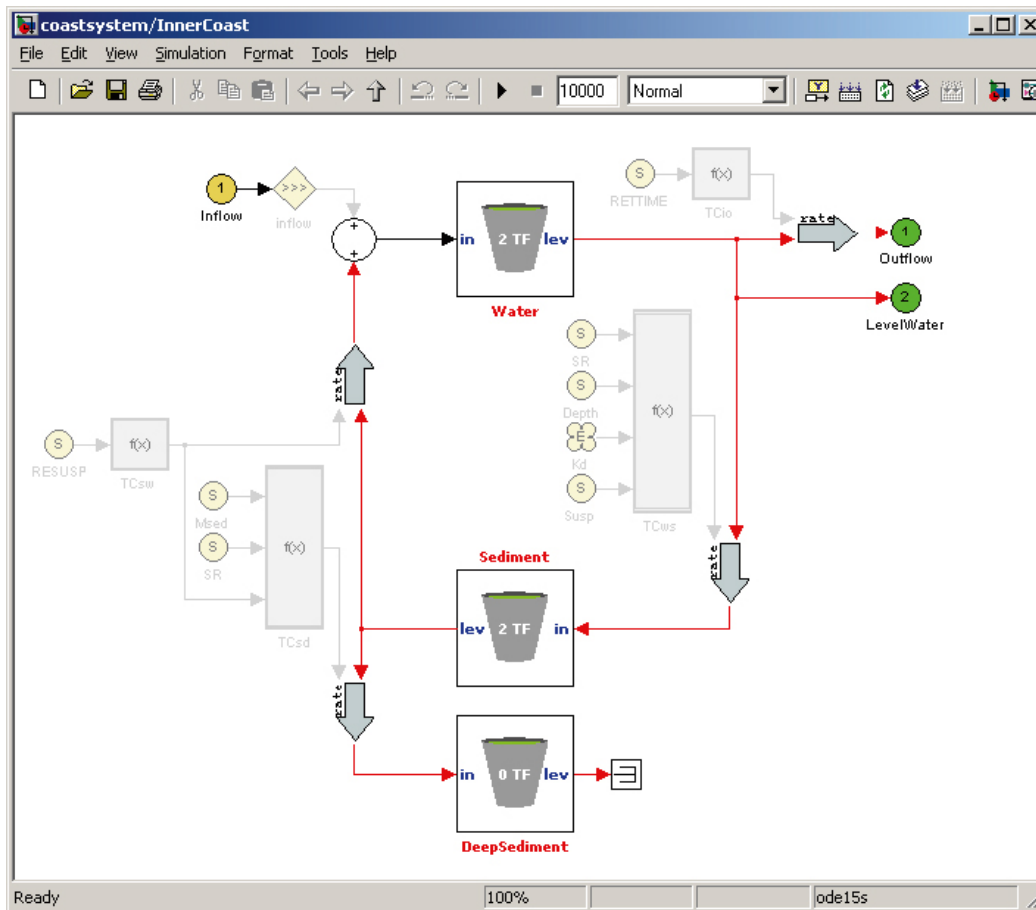 coastsystem/InnerCoast
File Edit View Simulation Format Tools Help
10000 Normal
1
Inflow
>>>
inflow
+
+
in 2 TF lev
Water
S
RETTIME
f(x)
TCio
rate
1
Outflow
2
LevelWater
rate
S
SR
S
Depth
E
Kd
S
Susp
f(x)
TCws
S
RESUSP
f(x)
TCsw
S
Msed
S
SR
f(x)
TCsd
rate
Sediment
lev 2 TF in
rate
in 0 TF lev
DeepSediment
Ready 100% ode15s